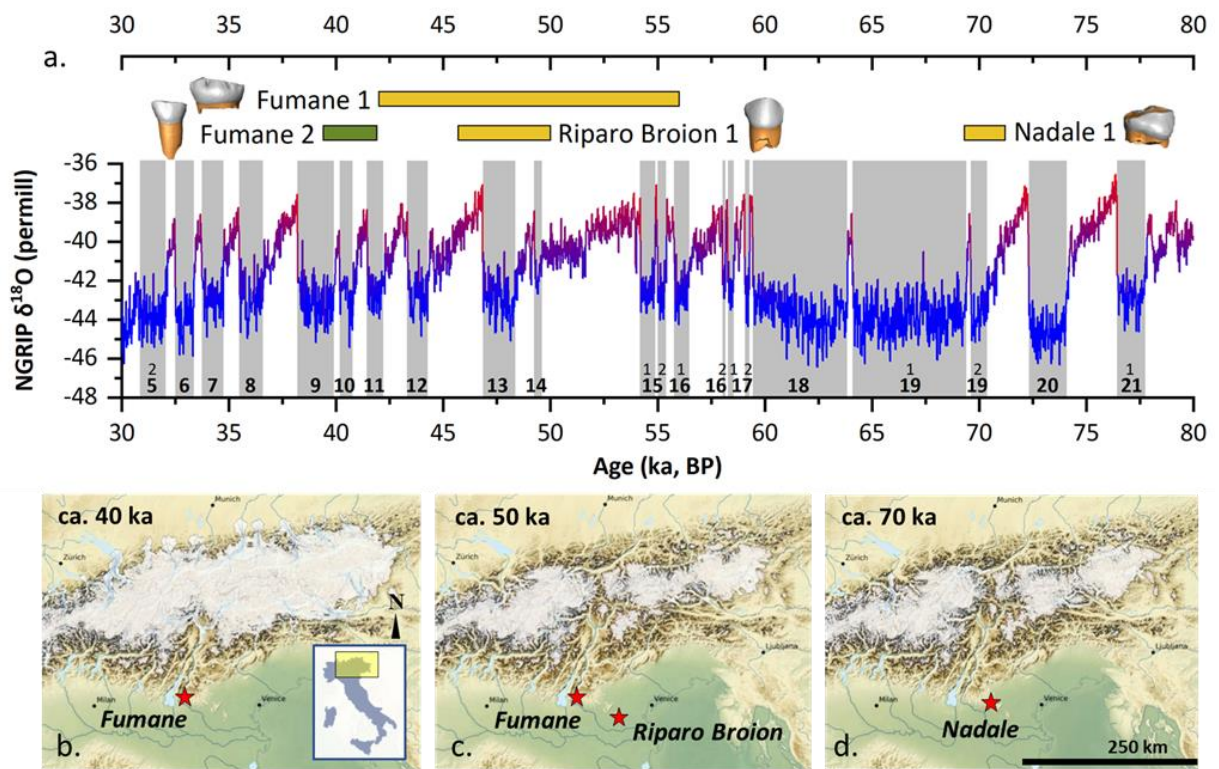 30 35 40 45 50 55 60 65 70 75 80
a.
Fumane 1
Fumane 2
Riparo Broion 1
Nadale 1
NGRIP δ¹⁸O (permill)
-36
-38
-40
-42
-44
-46
-48
2 1 2 1 2 1 2 1 2 1
5 6 7 8 9 10 11 12 13 14 15 16 16 17 18 19 19 20 21
30 35 40 45 50 55 60 65 70 75 80
Age (ka, BP)
ca. 40 ka
Munich
Zürich
N
Milan
Venice
Fumane
b.
ca. 50 ka
Munich
Zürich
Ljubljana
Milan
Venice
Fumane
Riparo Broion
c.
ca. 70 ka
Munich
Zürich
Ljubljana
Milan
Venice
Nadale
d.
250 km